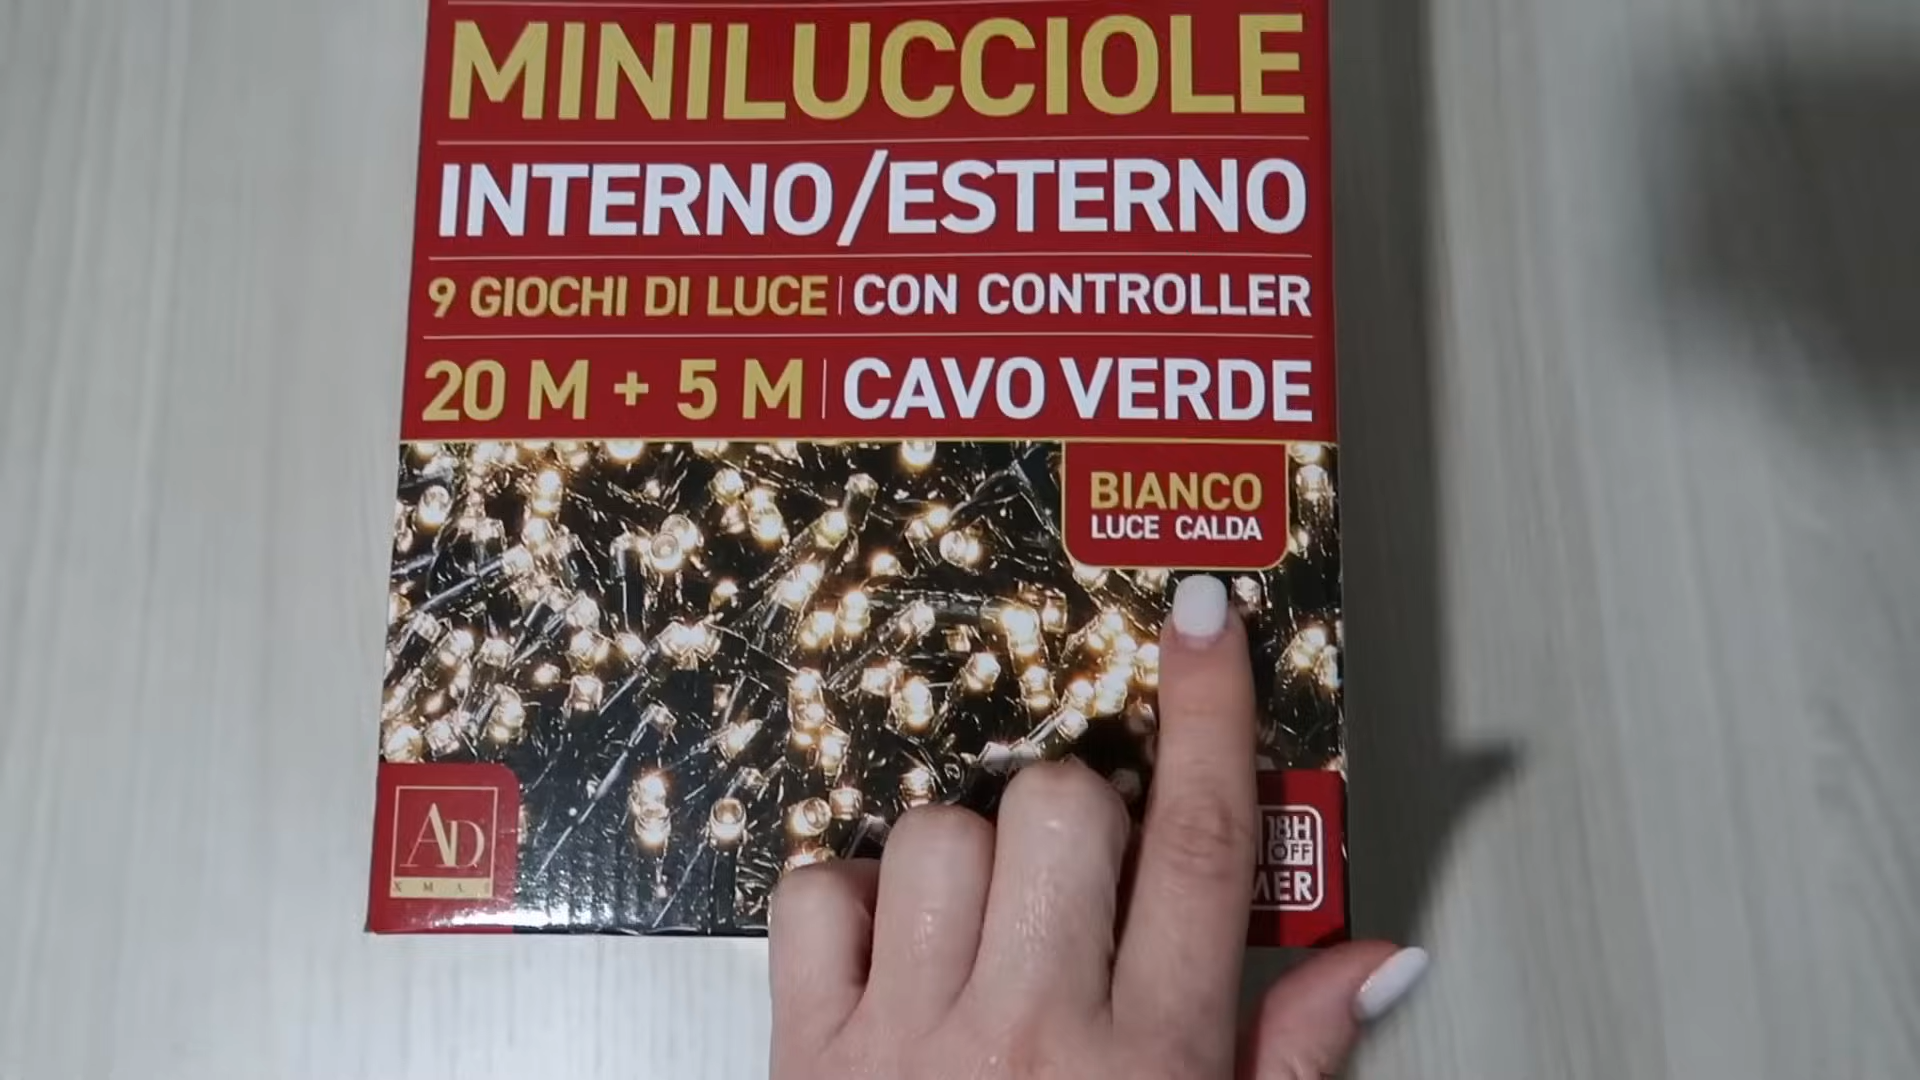 MINILUCCIOLE
INTERNO/ESTERNO
9 GIOCHI DI LUCE CON CONTROLLER
20 M + 5 M CAVO VERDE
BIANCO
LUCE CALDA
AD
18H
OFF